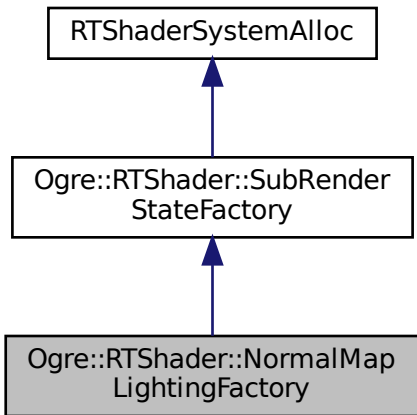 RTShaderSystemAlloc
Ogre::RTShader::SubRender
StateFactory
Ogre::RTShader::NormalMap
LightingFactory